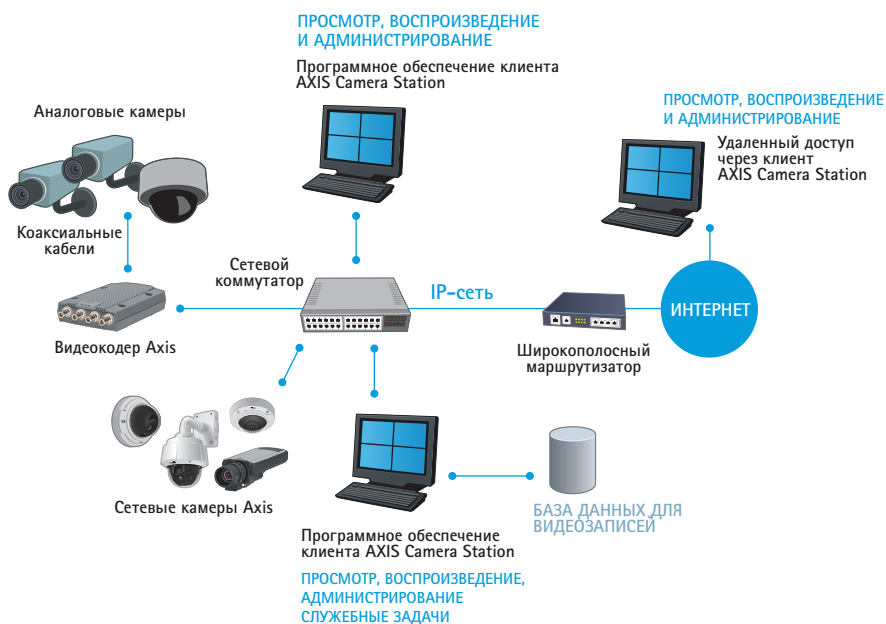 ПРОСМОТР, ВОСПРОИЗВЕДЕНИЕ
И АДМИНИСТРИРОВАНИЕ
Программное обеспечение клиента
AXIS Camera Station
ПРОСМОТР, ВОСПРОИЗВЕДЕНИЕ
И АДМИНИСТРИРОВАНИЕ
Удаленный доступ
через клиент
AXIS Camera Station
Аналоговые камеры
Коаксиальные
кабели
Сетевой
коммутатор
IP-сеть
ИНТЕРНЕТ
Видеокодер Axis
Широкополосный
маршрутизатор
Сетевые камеры Axis
БАЗА ДАННЫХ ДЛЯ
ВИДЕОЗАПИСЕЙ
Программное обеспечение
клиента AXIS Camera Station
ПРОСМОТР, ВОСПРОИЗВЕДЕНИЕ,
АДМИНИСТРИРОВАНИЕ
СЛУЖЕБНЫЕ ЗАДАЧИ